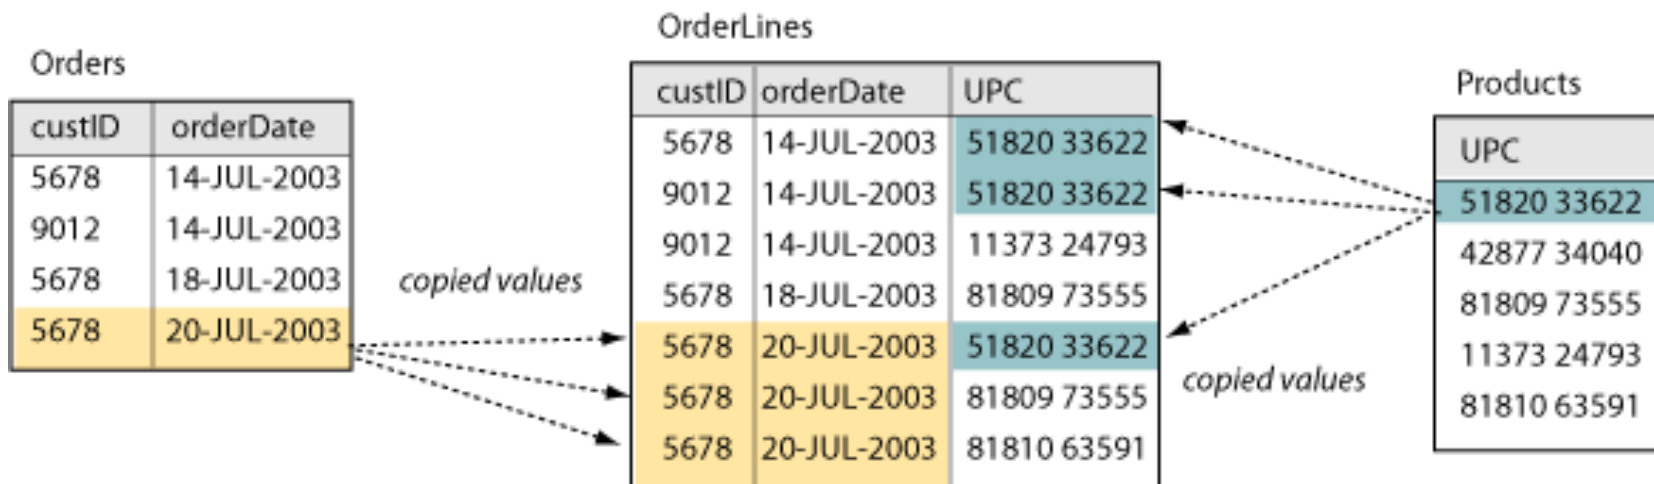 Orders
custID orderDate
5678 14-JUL-2003
9012 14-JUL-2003
5678 18-JUL-2003
5678 20-JUL-2003
copied values
OrderLines
custID orderDate UPC
5678 14-JUL-2003 51820 33622
9012 14-JUL-2003 51820 33622
9012 14-JUL-2003 11373 24793
5678 18-JUL-2003 81809 73555
5678 20-JUL-2003 51820 33622
5678 20-JUL-2003 81809 73555
5678 20-JUL-2003 81810 63591
copied values
Products
UPC
51820 33622
42877 34040
81809 73555
11373 24793
81810 63591